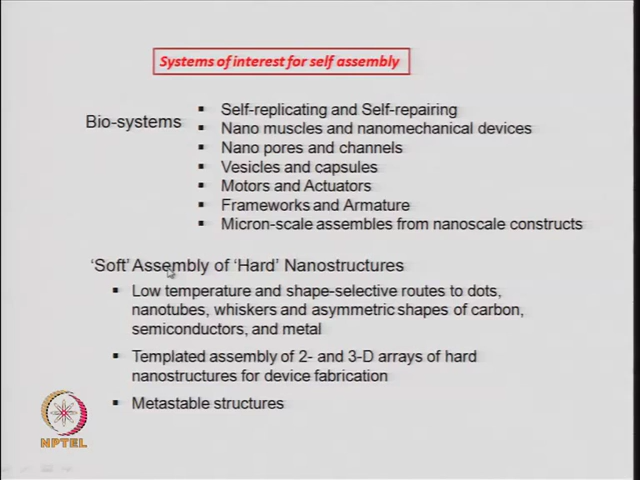 Systems of interest for self assembly
Bio-systems
▪ Self-replicating and Self-repairing
▪ Nano muscles and nanomechanical devices
▪ Nano pores and channels
▪ Vesicles and capsules
▪ Motors and Actuators
▪ Frameworks and Armature
▪ Micron-scale assembles from nanoscale constructs
‘Soft’ Assembly of ‘Hard’ Nanostructures
▪ Low temperature and shape-selective routes to dots,
nanotubes, whiskers and asymmetric shapes of carbon,
semiconductors, and metal
▪ Templated assembly of 2- and 3-D arrays of hard
nanostructures for device fabrication
▪ Metastable structures
NPTEL